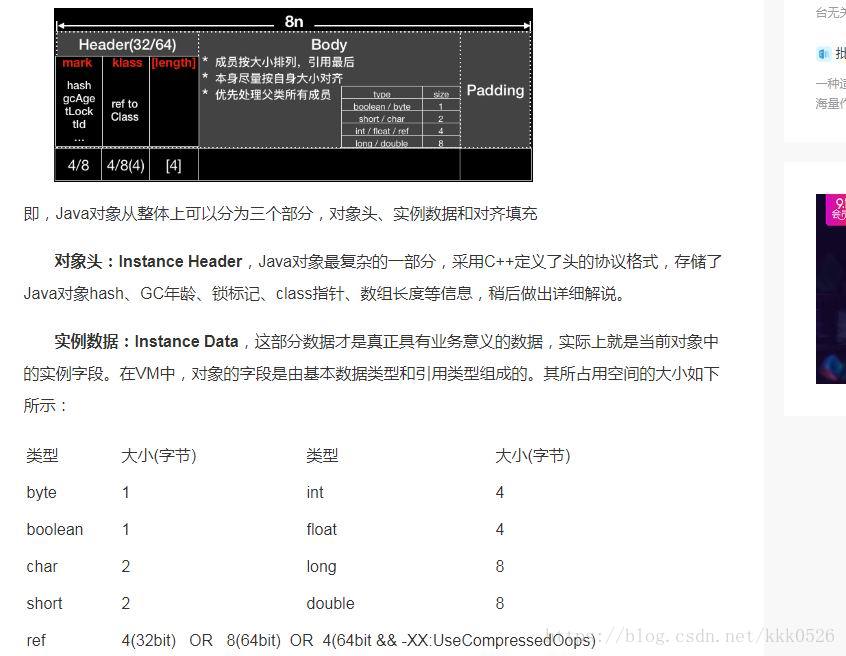 8n
Header(32/64)
Body
mark klass [length]
* 成员按大小排列，引用最后
* 本身尽量按自身大小对齐
* 优先处理父类所有成员
hash
gcAge
tLock
tId
...
ref to
Class
type size
boolean / byte 1
short / char 2
int / float / ref 4
long / double 8
Padding
4/8 4/8(4) [4]
即，Java对象从整体上可以分为三个部分，对象头、实例数据和对齐填充
对象头：Instance Header，Java对象最复杂的一部分，采用C++定义了头的协议格式，存储了
Java对象hash、GC年龄、锁标记、class指针、数组长度等信息，稍后做出详细解说。
实例数据：Instance Data，这部分数据才是真正具有业务意义的数据，实际上就是当前对象中
的实例字段。在VM中，对象的字段是由基本数据类型和引用类型组成的。其所占用空间的大小如下
所示：
类型 大小(字节) 类型 大小(字节)
byte 1 int 4
boolean 1 float 4
char 2 long 8
short 2 double 8
ref 4(32bit) OR 8(64bit) OR 4(64bit && -XX:UseCompressedOops)
台无关
批
一种适
海量作
https://blog.csdn.net/kkk0526